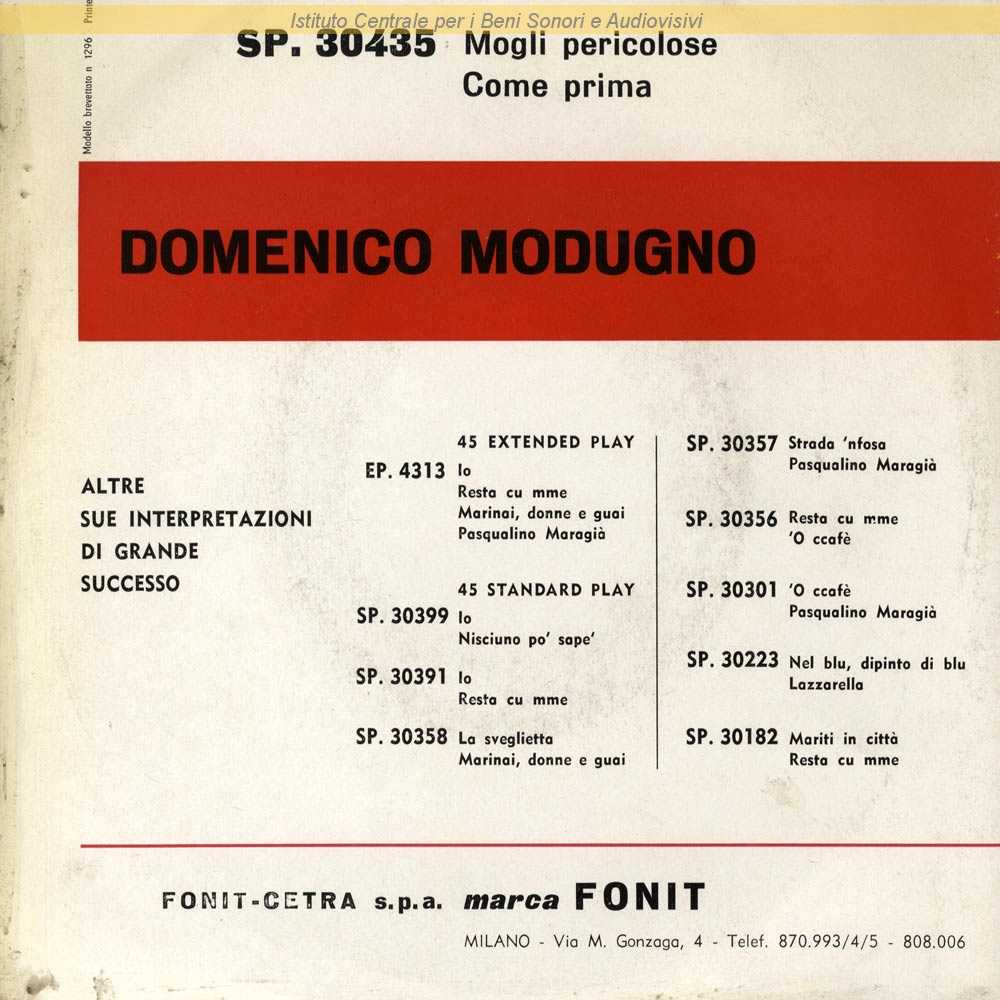 Istituto Centrale per i Beni Sonori e Audiovisivi
Modello brevettato n 1296 Printe
SP. 30435 Mogli pericolose
Come prima
DOMENICO MODUGNO
ALTRE
SUE INTERPRETAZIONI
DI GRANDE
SUCCESSO
45 EXTENDED PLAY
EP. 4313 Io
Resta cu mme
Marinai, donne e guai
Pasqualino Maragià
45 STANDARD PLAY
SP. 30399 Io
Nisciuno po' sape'
SP. 30391 Io
Resta cu mme
SP. 30358 La sveglietta
Marinai, donne e guai
SP. 30357 Strada 'nfosa
Pasqualino Maragià
SP. 30356 Resta cu mme
'O ccafè
SP. 30301 'O ccafè
Pasqualino Maragià
SP. 30223 Nel blu, dipinto di blu
Lazzarella
SP. 30182 Mariti in città
Resta cu mme
FONIT-CETRA s.p.a. marca FONIT
MILANO - Via M. Gonzaga, 4 - Telef. 870.993/4/5 - 808.006